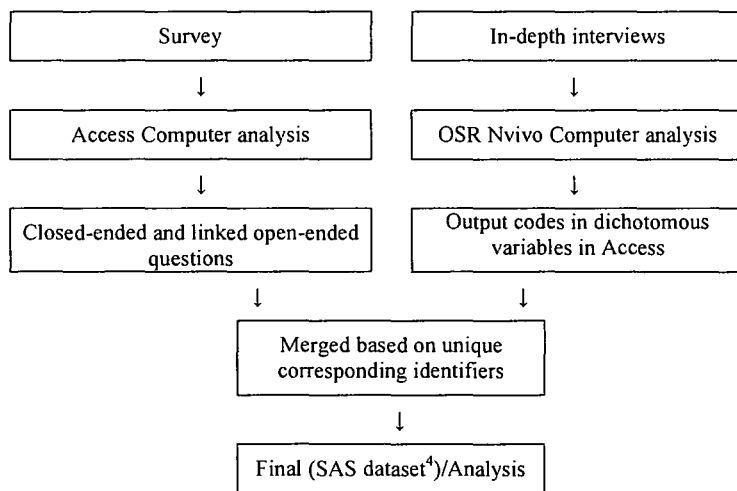 Survey
In-depth interviews
Access Computer analysis
OSR Nvivo Computer analysis
Closed-ended and linked open-ended
questions
Output codes in dichotomous
variables in Access
Merged based on unique
corresponding identifiers
Final (SAS dataset⁴)/Analysis